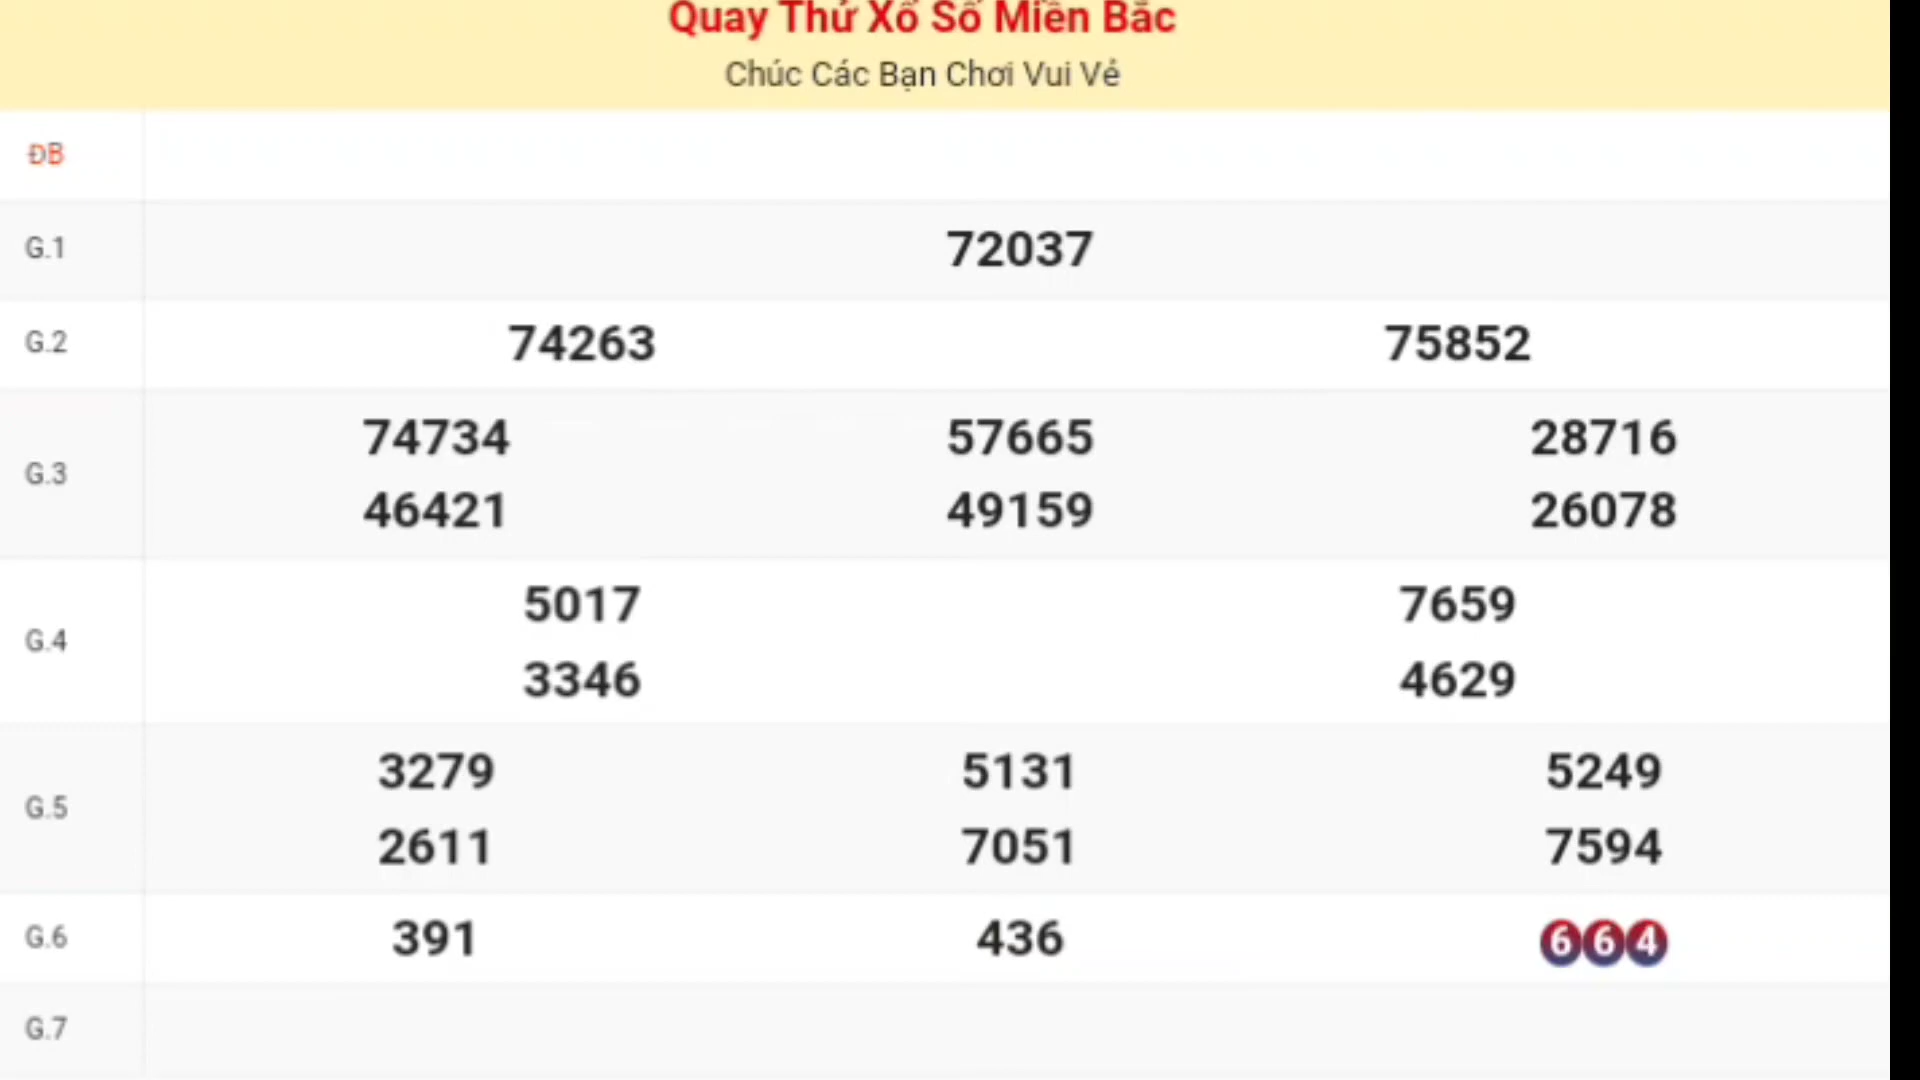 Quay Thử Xổ Số Miền Bắc
Chúc Các Bạn Chơi Vui Vẻ
ĐB
G.1 72037
G.2 74263 75852
G.3 74734 57665 28716
46421 49159 26078
G.4 5017 7659
3346 4629
G.5 3279 5131 5249
2611 7051 7594
G.6 391 436 664
G.7